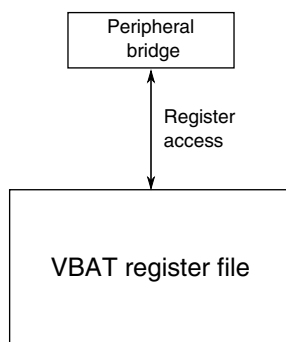 Peripheral
bridge
Register
access
VBAT register file